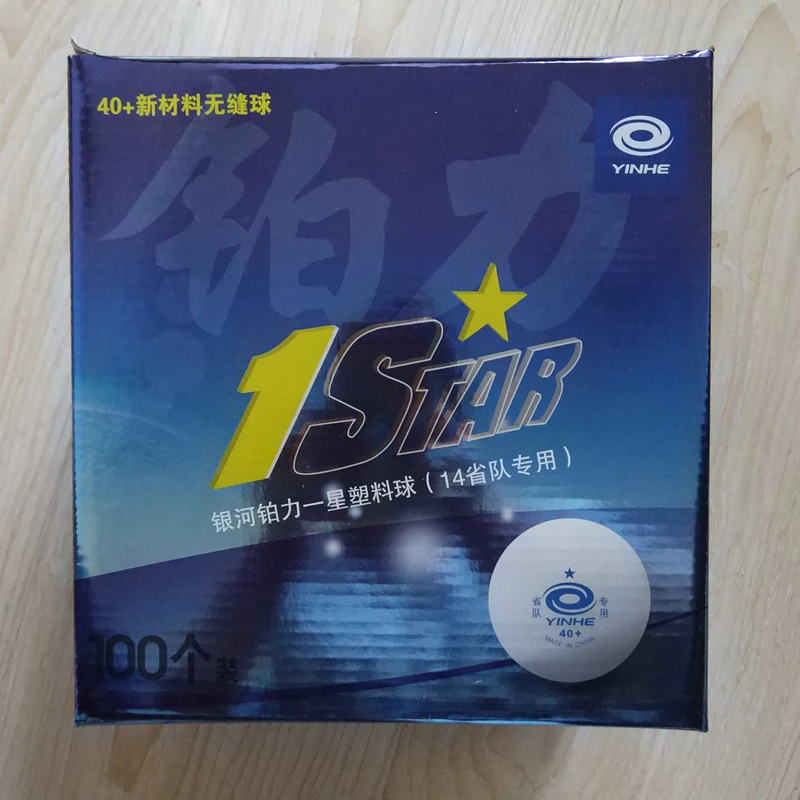 40+新材料无缝球
铂力
YINHE
1STAR
银河铂力一星塑料球（14省队专用）
省队 专用
YINHE
40+
MADE IN CHINA
100个装